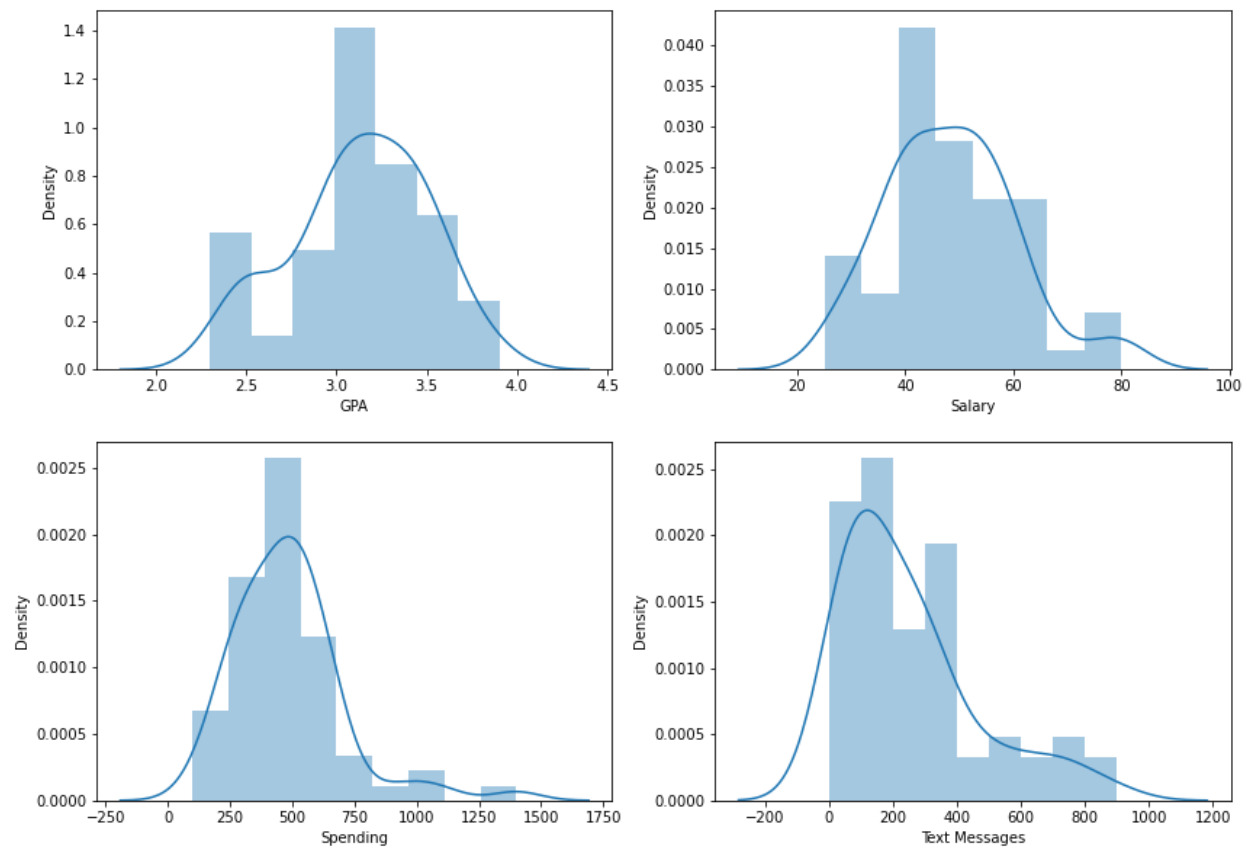 1.4
1.2
1.0
0.8
0.6
0.4
0.2
0.0
Density
2.0 2.5 3.0 3.5 4.0 4.5
GPA
0.040
0.035
0.030
0.025
0.020
0.015
0.010
0.005
0.000
Density
20 40 60 80 100
Salary
0.0025
0.0020
0.0015
0.0010
0.0005
0.0000
Density
−250 0 250 500 750 1000 1250 1500 1750
Spending
0.0025
0.0020
0.0015
0.0010
0.0005
0.0000
Density
−200 0 200 400 600 800 1000 1200
Text Messages